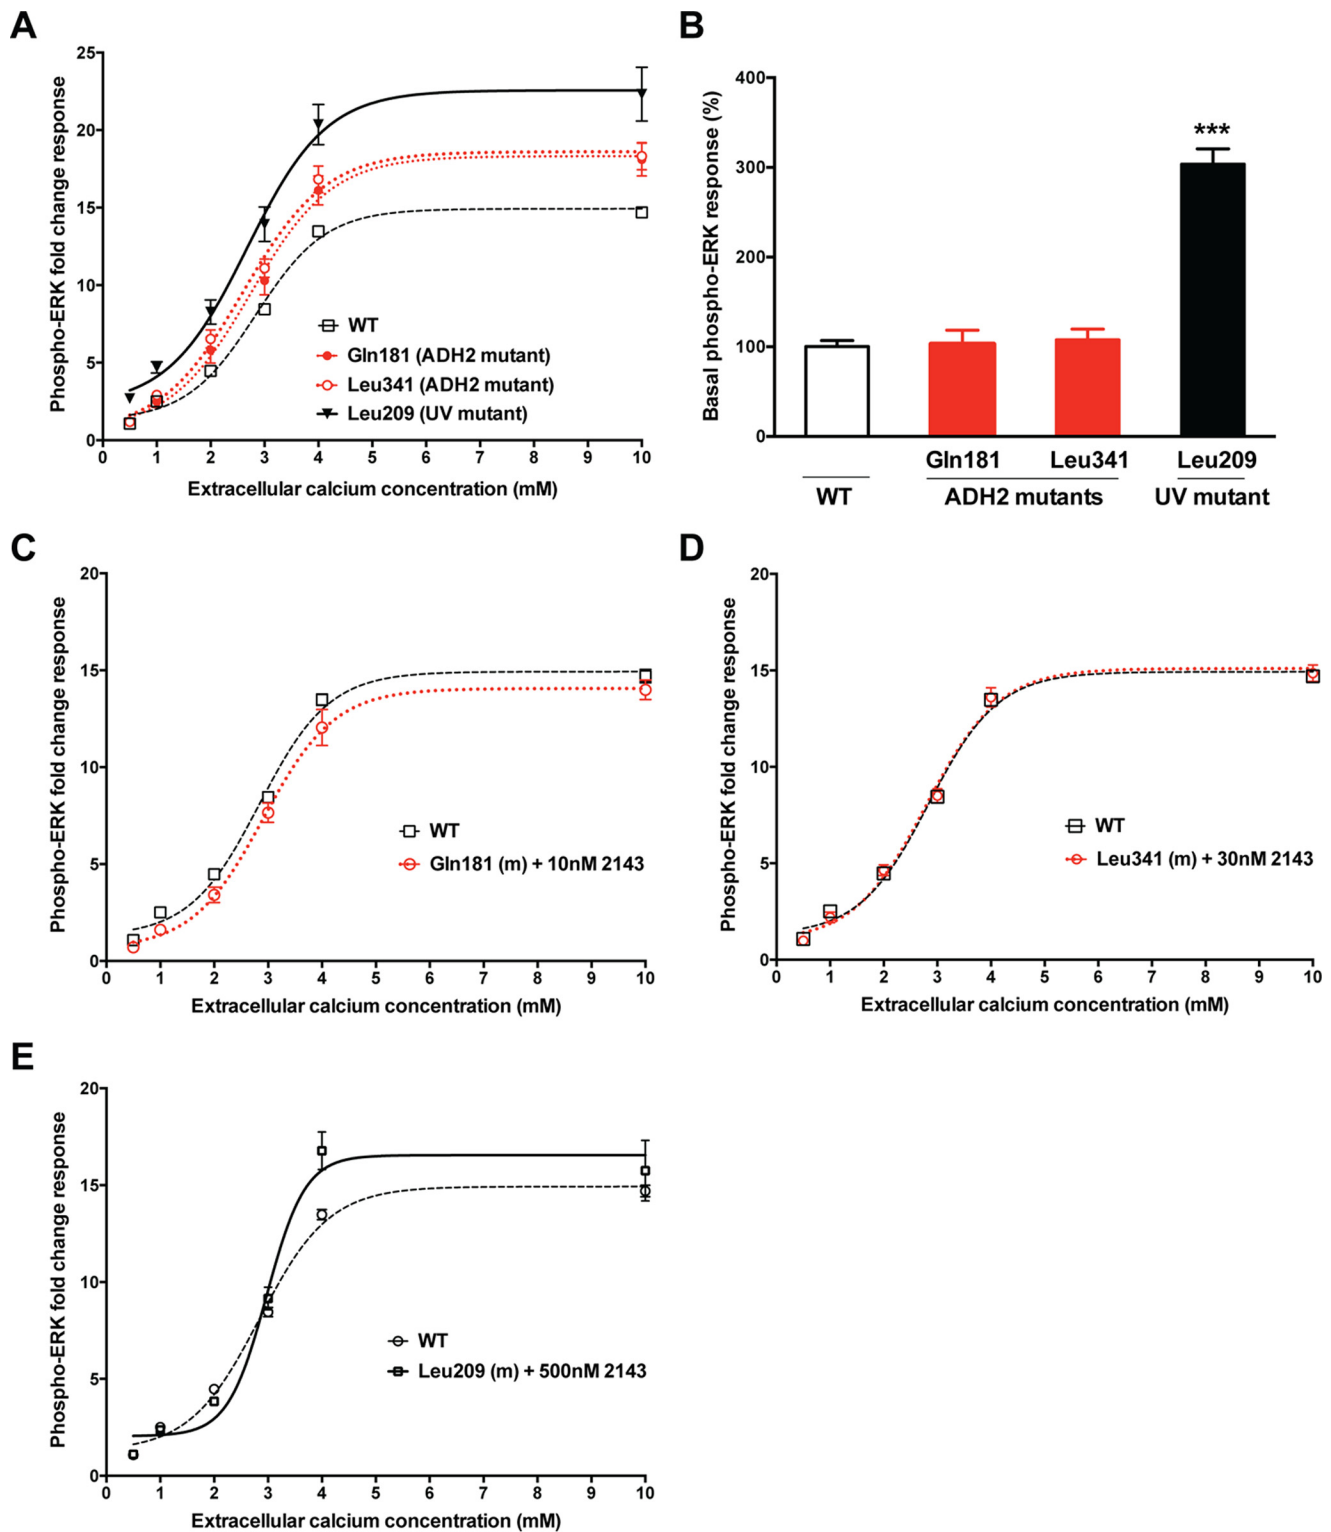 A
Phospho-ERK fold change response
25
20
15
10
5
0
0 1 2 3 4 5 6 7 8 9 10
Extracellular calcium concentration (mM)
WT
Gln181 (ADH2 mutant)
Leu341 (ADH2 mutant)
Leu209 (UV mutant)
B
Basal phospho-ERK response (%)
400
300
200
100
0
***
Gln181 Leu341 Leu209
WT ADH2 mutants UV mutant
C
Phospho-ERK fold change response
20
15
10
5
0
0 1 2 3 4 5 6 7 8 9 10
Extracellular calcium concentration (mM)
WT
Gln181 (m) + 10nM 2143
D
Phospho-ERK fold change response
20
15
10
5
0
0 1 2 3 4 5 6 7 8 9 10
Extracellular calcium concentration (mM)
WT
Leu341 (m) + 30nM 2143
E
Phospho-ERK fold change response
20
15
10
5
0
0 1 2 3 4 5 6 7 8 9 10
Extracellular calcium concentration (mM)
WT
Leu209 (m) + 500nM 2143